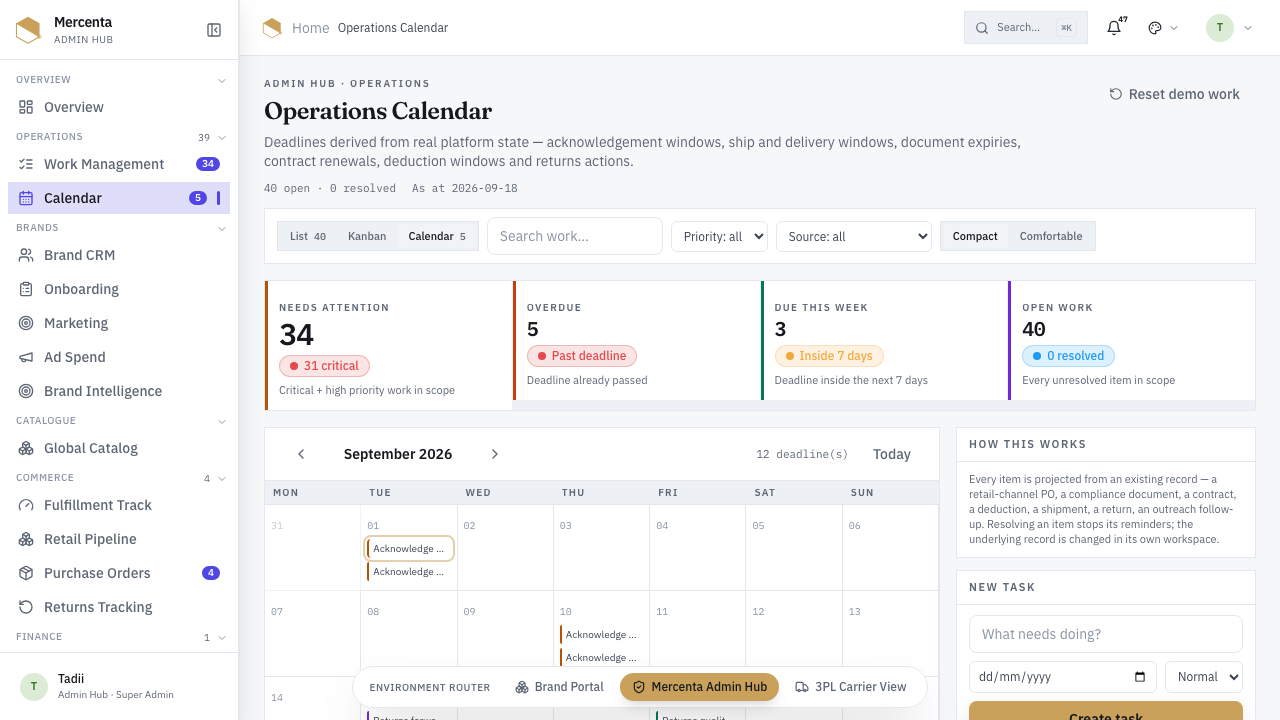 Mercenta
ADMIN HUB
OVERVIEW
Overview
OPERATIONS 39
Work Management 34
Calendar 5
BRANDS
Brand CRM
Onboarding
Marketing
Ad Spend
Brand Intelligence
CATALOGUE
Global Catalog
COMMERCE 4
Fulfillment Track
Retail Pipeline
Purchase Orders 4
Returns Tracking
FINANCE 1
T
Tadii
Admin Hub · Super Admin
Home Operations Calendar
Search... ⌘K
47
T
ADMIN HUB · OPERATIONS
Operations Calendar
Reset demo work
Deadlines derived from real platform state — acknowledgement windows, ship and delivery windows, document expiries,
contract renewals, deduction windows and returns actions.
40 open · 0 resolved As at 2026-09-18
List 40 Kanban Calendar 5 Search work... Priority: all Source: all Compact Comfortable
NEEDS ATTENTION
34
31 critical
Critical + high priority work in scope
OVERDUE
5
Past deadline
Deadline already passed
DUE THIS WEEK
3
Inside 7 days
Deadline inside the next 7 days
OPEN WORK
40
0 resolved
Every unresolved item in scope
September 2026
12 deadline(s) Today
MON TUE WED THU FRI SAT SUN
31 01 02 03 04 05 06
Acknowledge ...
Acknowledge ...
07 08 09 10 11 12 13
Acknowledge ...
Acknowledge ...
14
HOW THIS WORKS
Every item is projected from an existing record — a
retail-channel PO, a compliance document, a contract,
a deduction, a shipment, a return, an outreach follow-
up. Resolving an item stops its reminders; the
underlying record is changed in its own workspace.
NEW TASK
What needs doing?
dd/mm/yyyy Normal
Create task
ENVIRONMENT ROUTER Brand Portal Mercenta Admin Hub 3PL Carrier View